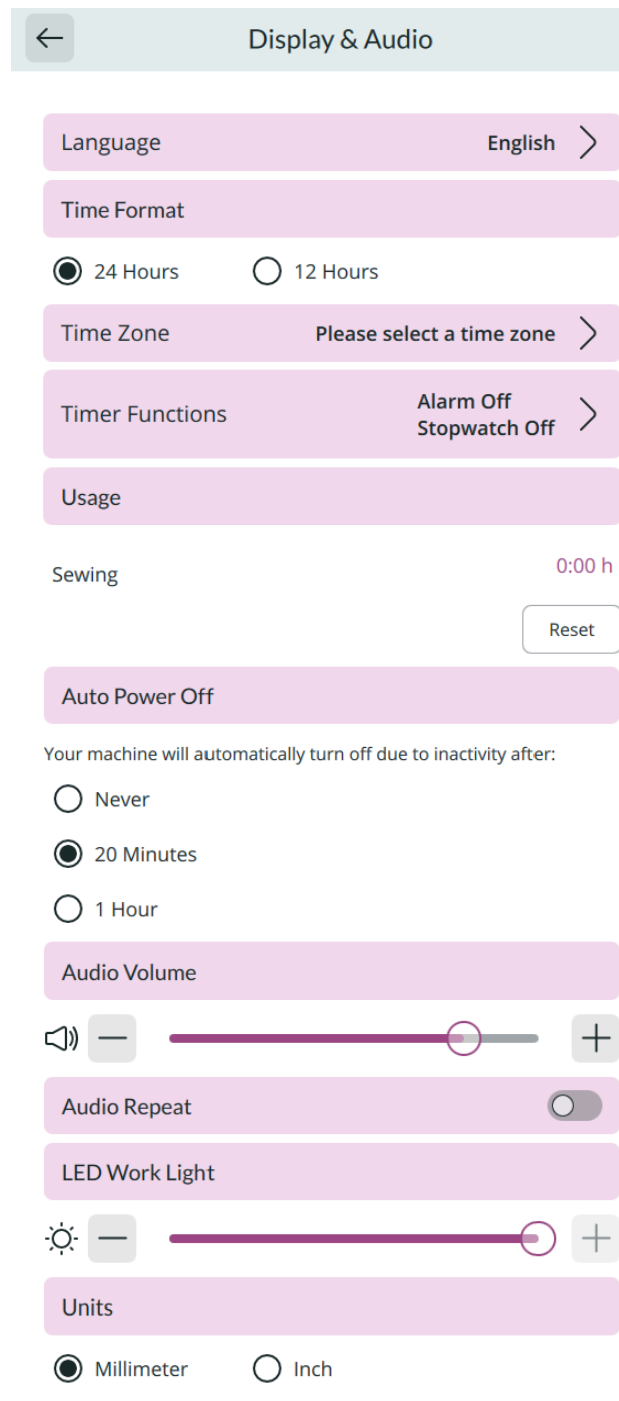 Display & Audio
Language English
Time Format
24 Hours 12 Hours
Time Zone Please select a time zone
Timer Functions Alarm Off
Stopwatch Off
Usage
Sewing 0:00 h
Reset
Auto Power Off
Your machine will automatically turn off due to inactivity after:
Never
20 Minutes
1 Hour
Audio Volume
Audio Repeat
LED Work Light
Units
Millimeter Inch